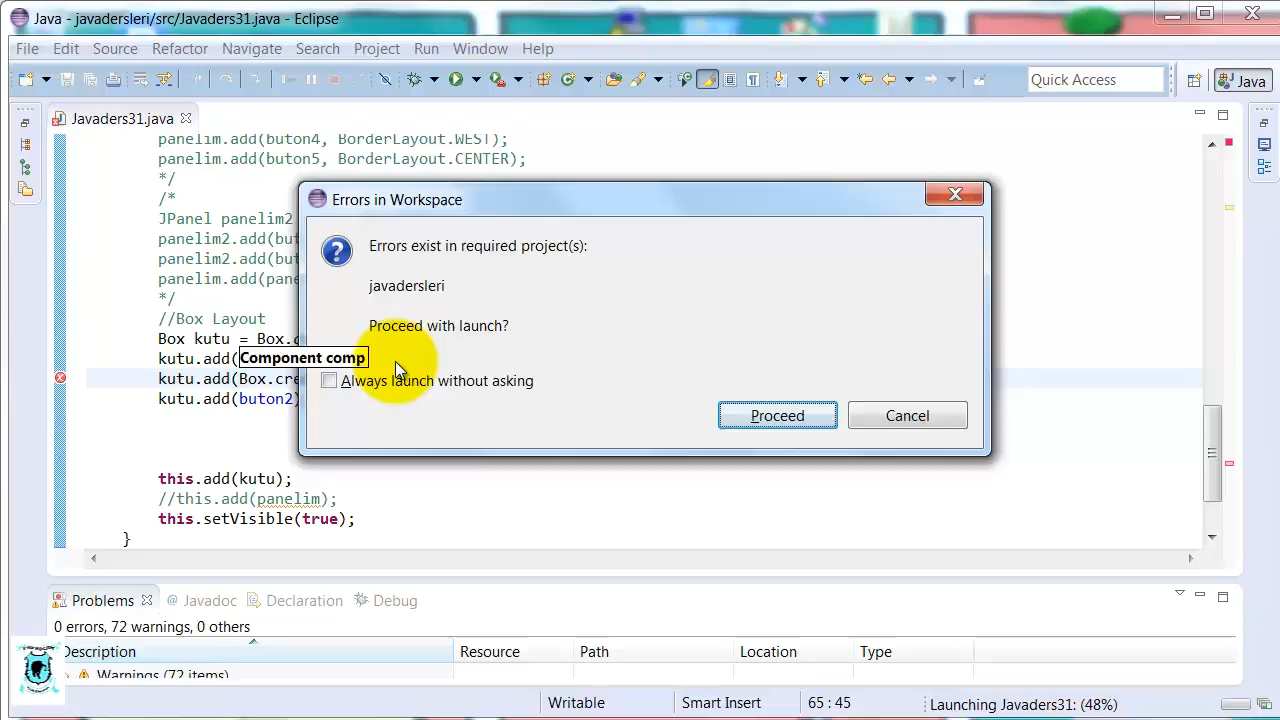 Java - javadersleri/src/Javaders31.java - Eclipse
File Edit Source Refactor Navigate Search Project Run Window Help
Quick Access
Java
Javaders31.java
panelim.add(buton4, BorderLayout.WEST);
panelim.add(buton5, BorderLayout.CENTER);
*/
/*
JPanel panelim2
panelim2.add(but
panelim2.add(but
panelim.add(pane
*/
//Box Layout
Box kutu = Box.c
kutu.add(
kutu.add(Box.cre
kutu.add(buton2)
Component comp
Errors in Workspace
Errors exist in required project(s):
javadersleri
Proceed with launch?
Always launch without asking
Proceed Cancel
this.add(kutu);
//this.add(panelim);
this.setVisible(true);
}
Problems @ Javadoc Declaration Debug
0 errors, 72 warnings, 0 others
Description Resource Path Location Type
Warnings (72 items)
Writable Smart Insert 65 : 45 Launching Javaders31: (48%)